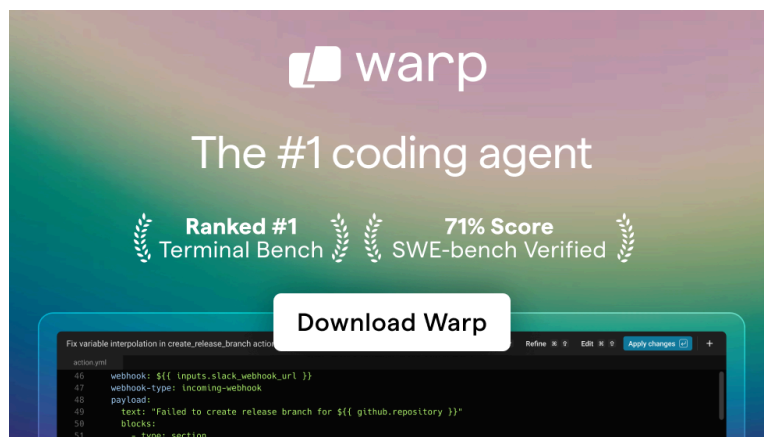 warp
The #1 coding agent
Ranked #1
Terminal Bench
71% Score
SWE-bench Verified
Download Warp
Fix variable interpolation in create_release_branch action
Refine ⌘ ⇧ Edit ⌘ ⇧ Apply changes +
action.yml
46 webhook: ${{ inputs.slack_webhook_url }}
47 webhook-type: incoming-webhook
48 payload:
49 text: "Failed to create release branch for ${{ github.repository }}"
50 blocks:
51 - type: section